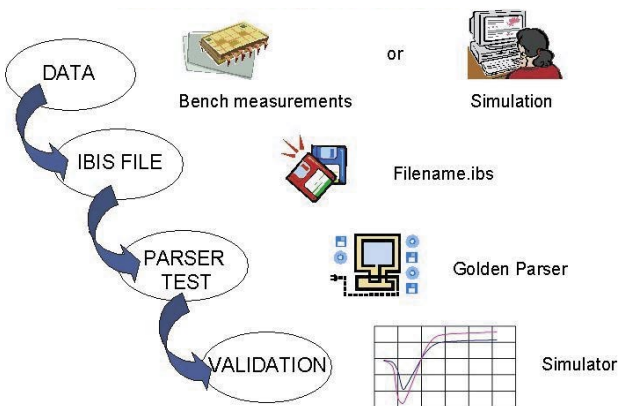 DATA
Bench measurements
or
Simulation
IBIS FILE
Filename.ibs
PARSER
TEST
Golden Parser
VALIDATION
Simulator